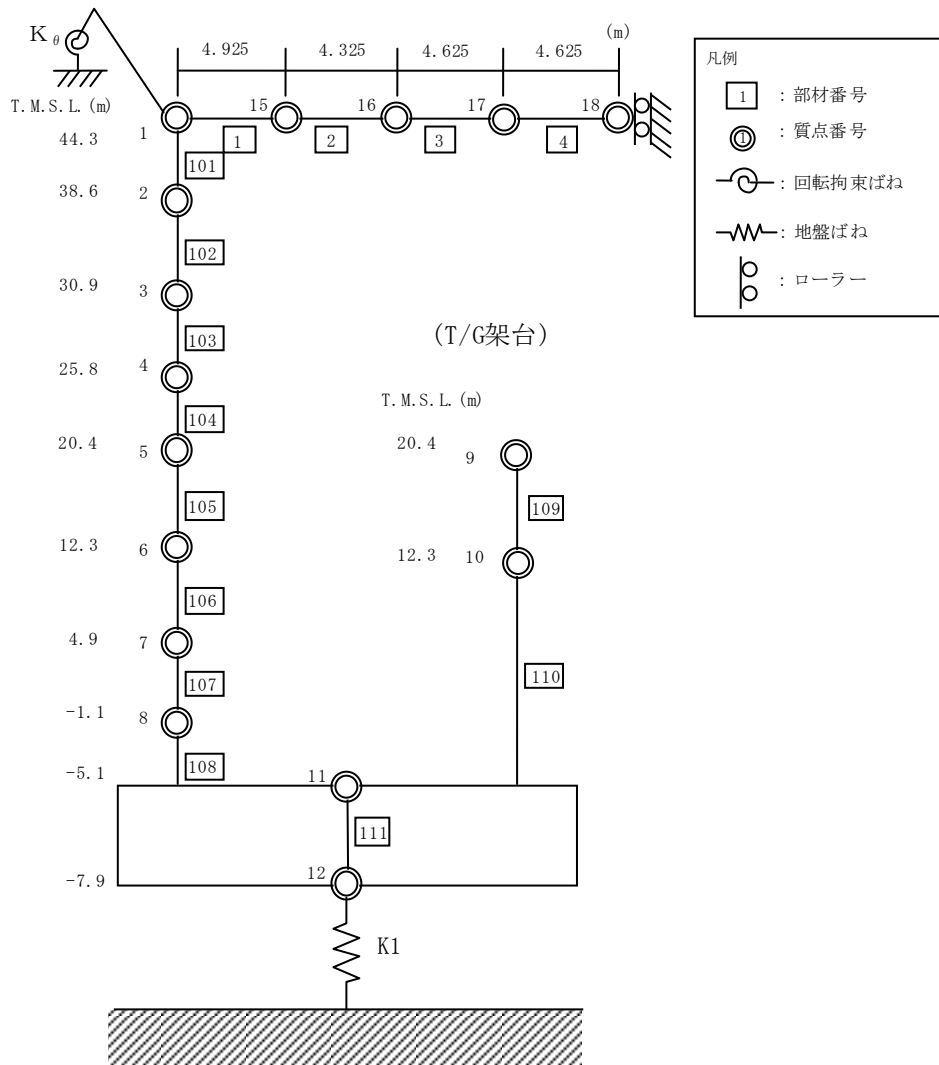 K θ
4.925 4.325 4.625 4.625 (m)
T.M.S.L.(m)
44.3 1 15 16 17 18
1 2 3 4
101
38.6 2
102
30.9 3
103
25.8 4
104
20.4 5
105
12.3 6
106
4.9 7
107
-1.1 8
108
-5.1
-7.9
(T/G架台)
T.M.S.L.(m)
20.4 9
109
12.3 10
110
11
111
12
K1
凡例
1 : 部材番号
1 : 質点番号
: 回転拘束ばね
: 地盤ばね
: ローラー